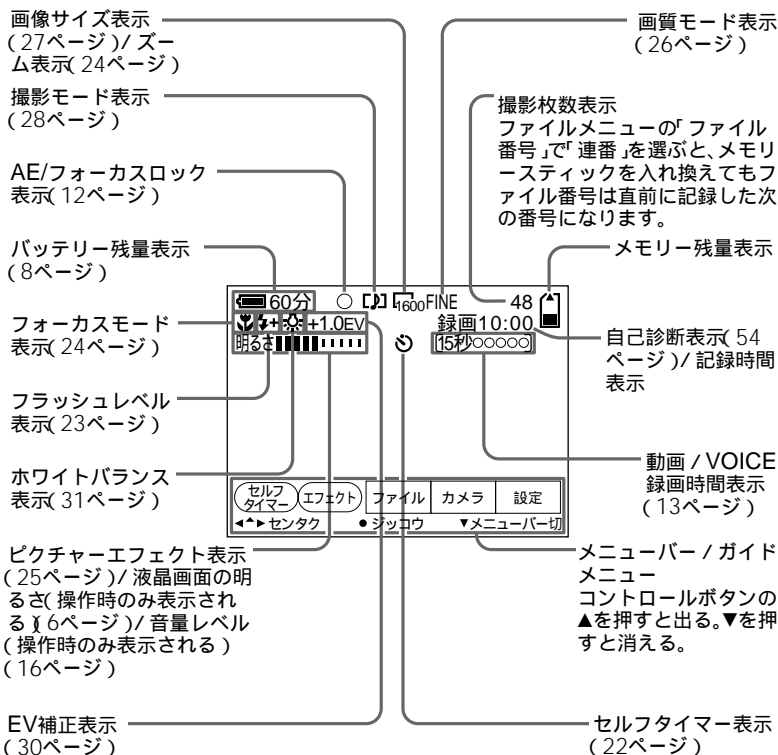 画像サイズ表示
(27ページ)/ ズー
ム表示(24ページ)
撮影モード表示
(28ページ)
AE/フォーカスロック
表示(12ページ)
バッテリー残量表示
(8ページ)
フォーカスモード
表示(24ページ)
フラッシュレベル
表示(23ページ)
ホワイトバランス
表示(31ページ)
ピクチャーエフェクト表示
(25ページ)/ 液晶画面の明
るさ(操作時のみ表示され
る)(6ページ)/ 音量レベル
(操作時のみ表示される)
(16ページ)
EV補正表示
(30ページ)
60分 1600 FINE 48
+1.0EV 録画10:00
明るさ [15秒○○○○○]
セルフ
タイマー エフェクト ファイル カメラ 設定
◀▲▶センタク ●ジッコウ ▼メニューバー切
画質モード表示
(26ページ)
撮影枚数表示
ファイルメニューの「ファイル
番号」で「連番」を選ぶと、メモリ
ースティックを入れ換えてもフ
ァイル番号は直前に記録した次
の番号になります。
メモリー残量表示
自己診断表示(54
ページ)/ 記録時間
表示
動画 / VOICE
録画時間表示
(13ページ)
メニューバー / ガイド
メニュー
コントロールボタンの
▲を押すと出る。▼を押
すと消える。
セルフタイマー表示
(22ページ)